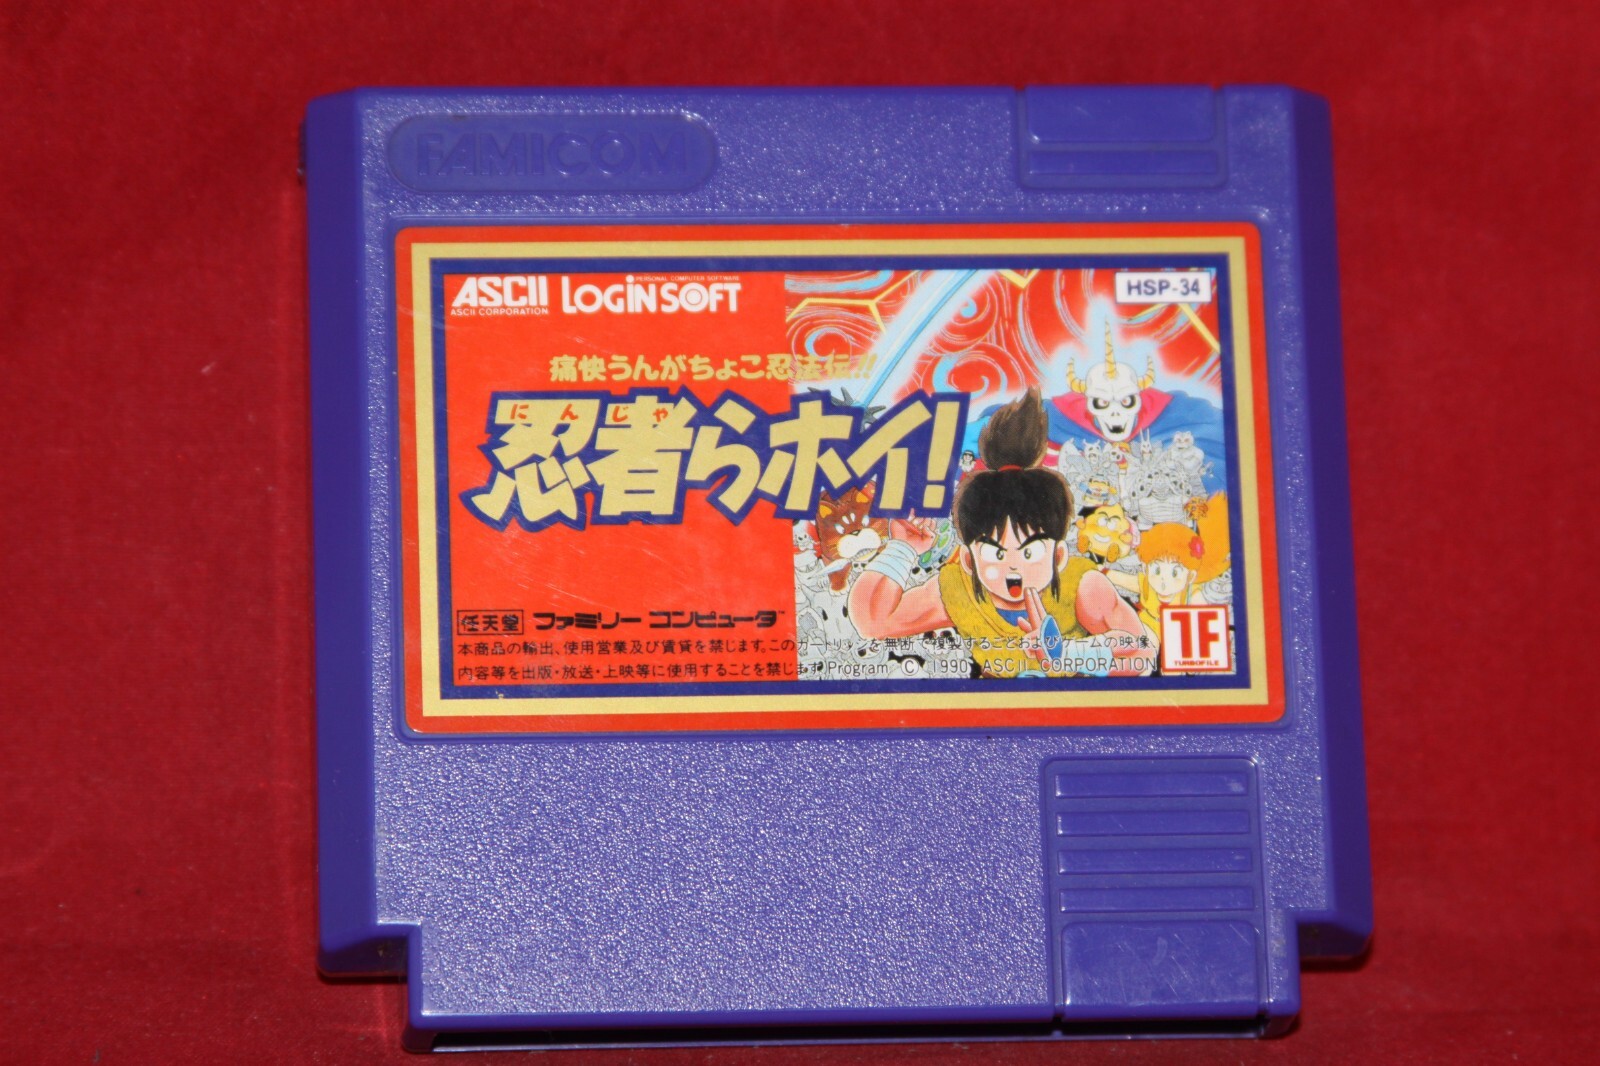 FAMICOM
ASCII
ASCII CORPORATION
PERSONAL COMPUTER SOFTWARE
LOGiN SOFT
HSP-34
痛快うんがちょこ忍法伝!!
にんじゃ
忍者らホイ!
任天堂 ファミリーコンピュータ™
本商品の輸出、使用営業及び賃貸を禁じます。このカートリッジを無断で複製することおよびゲームの映像、
内容等を出版・放送・上映等に使用することを禁じます。Program © 1990 ASCII CORPORATION
TF
TURBOFILE